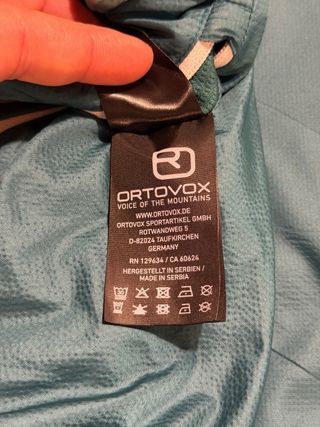 ORTOVOX
VOICE OF THE MOUNTAINS
WWW.ORTOVOX.DE
ORTOVOX SPORTARTIKEL GMBH
ROTWANDWEG 5
D-82024 TAUFKIRCHEN
GERMANY
RN 129634 / CA 60624
HERGESTELLT IN SERBIEN /
MADE IN SERBIA